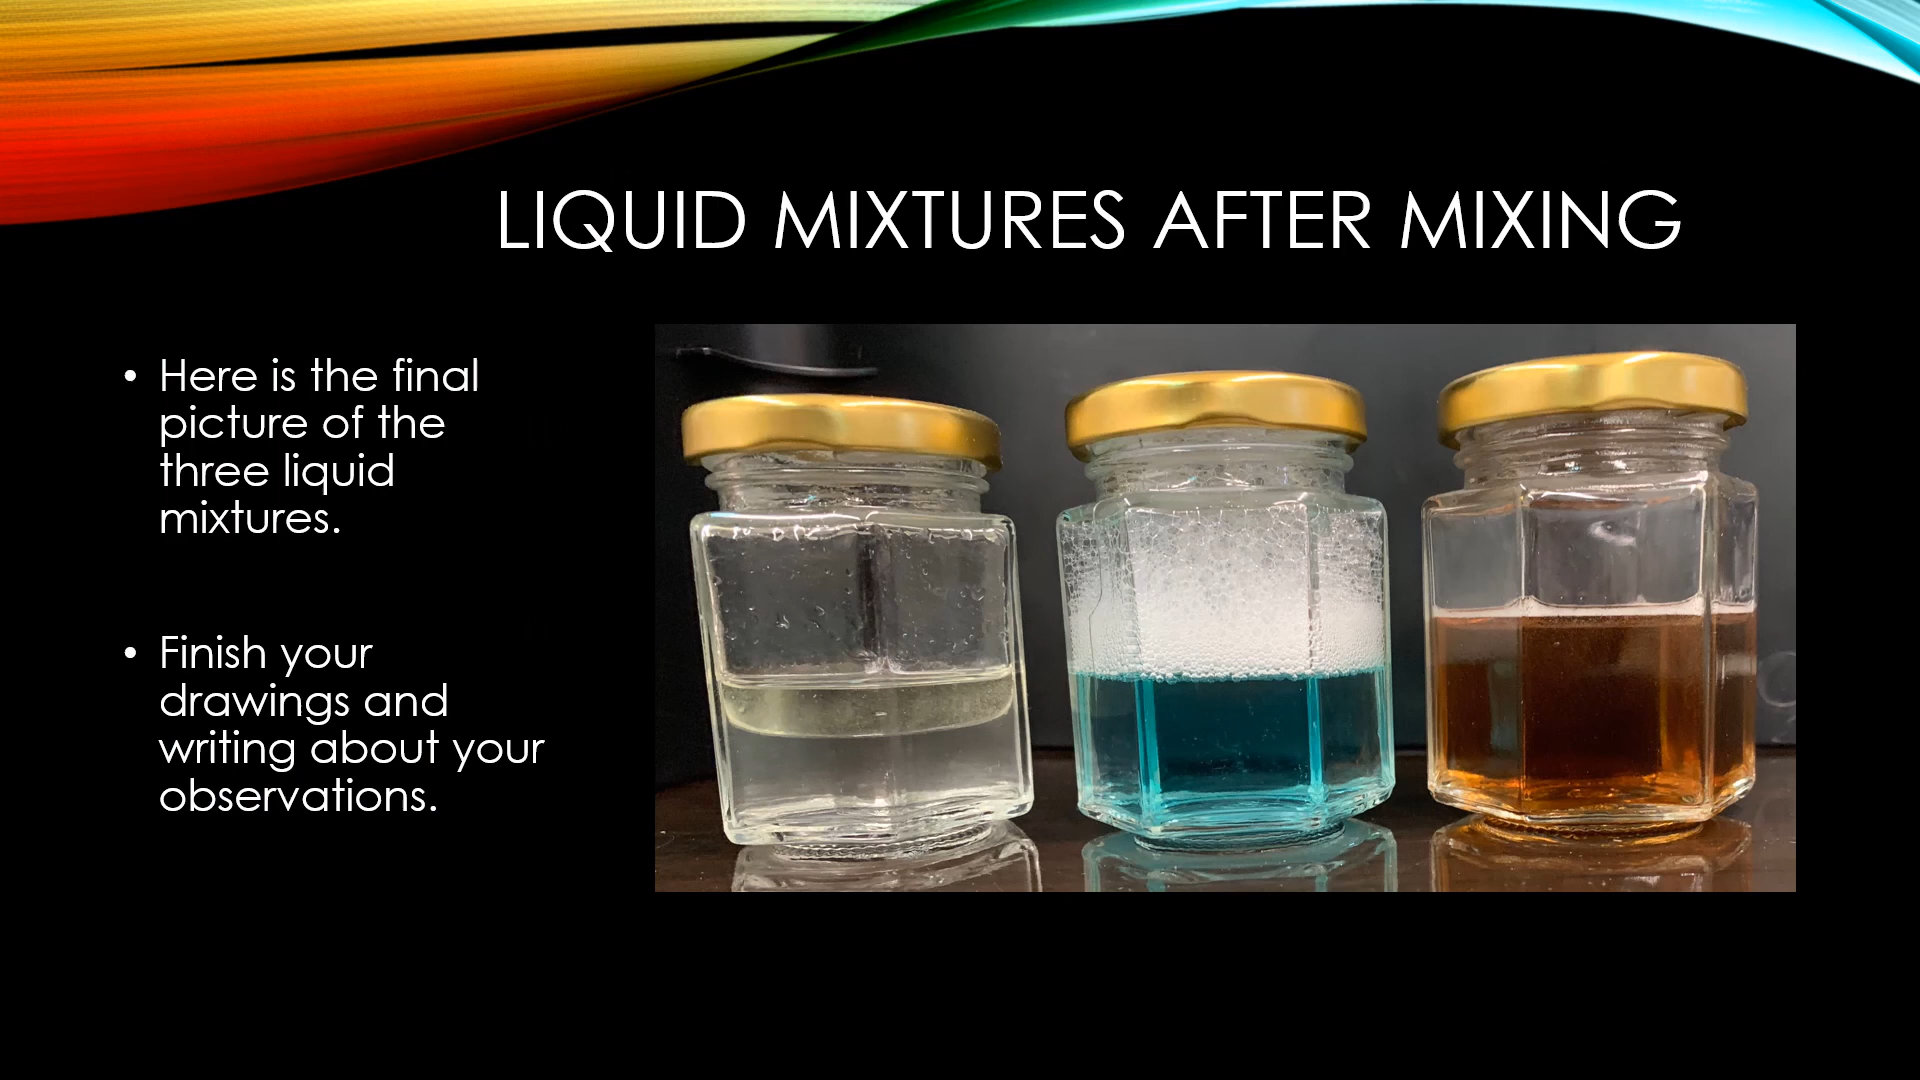 LIQUID MIXTURES AFTER MIXING
• Here is the final
picture of the
three liquid
mixtures.
• Finish your
drawings and
writing about your
observations.